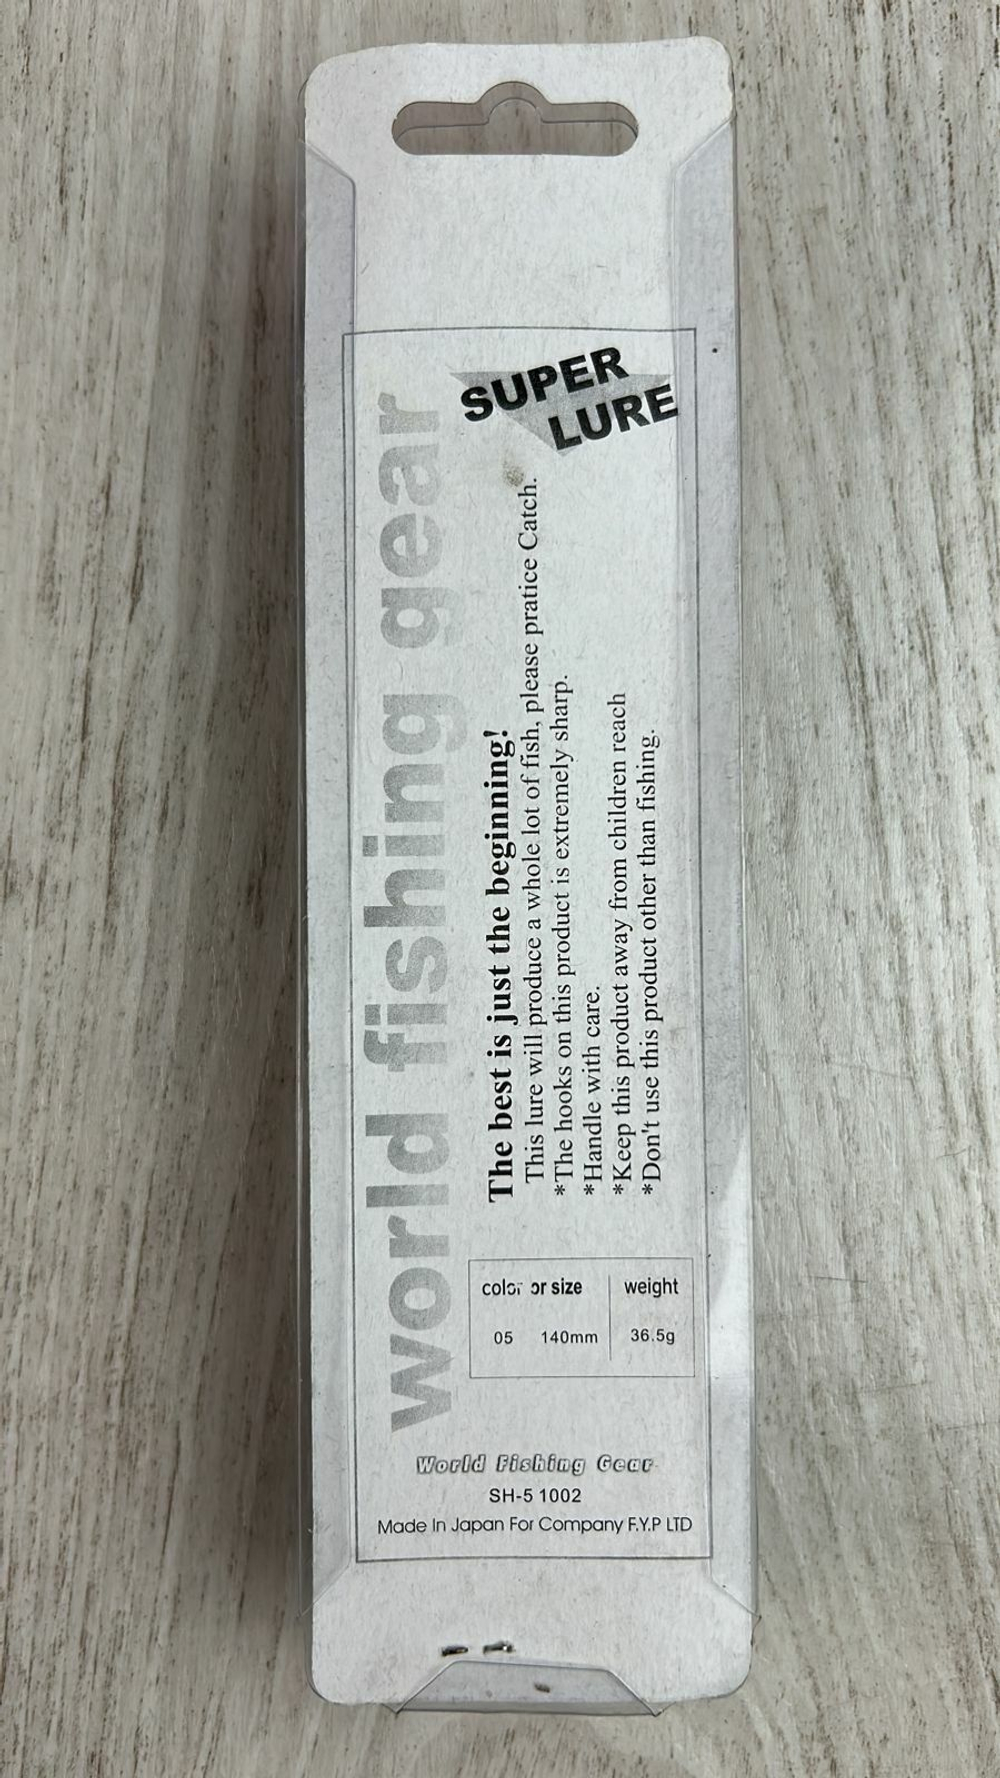 SUPER
LURE
world fishing gear
The best is just the beginning!
This lure will produce a whole lot of fish, please pratice Catch.
*The hooks on this product is extremely sharp.
*Handle with care.
*Keep this product away from children reach
*Don't use this product other than fishing.
color or size weight
05 140mm 36.5g
World Fishing Gear
SH-5 1002
Made In Japan For Company F.Y.P LTD